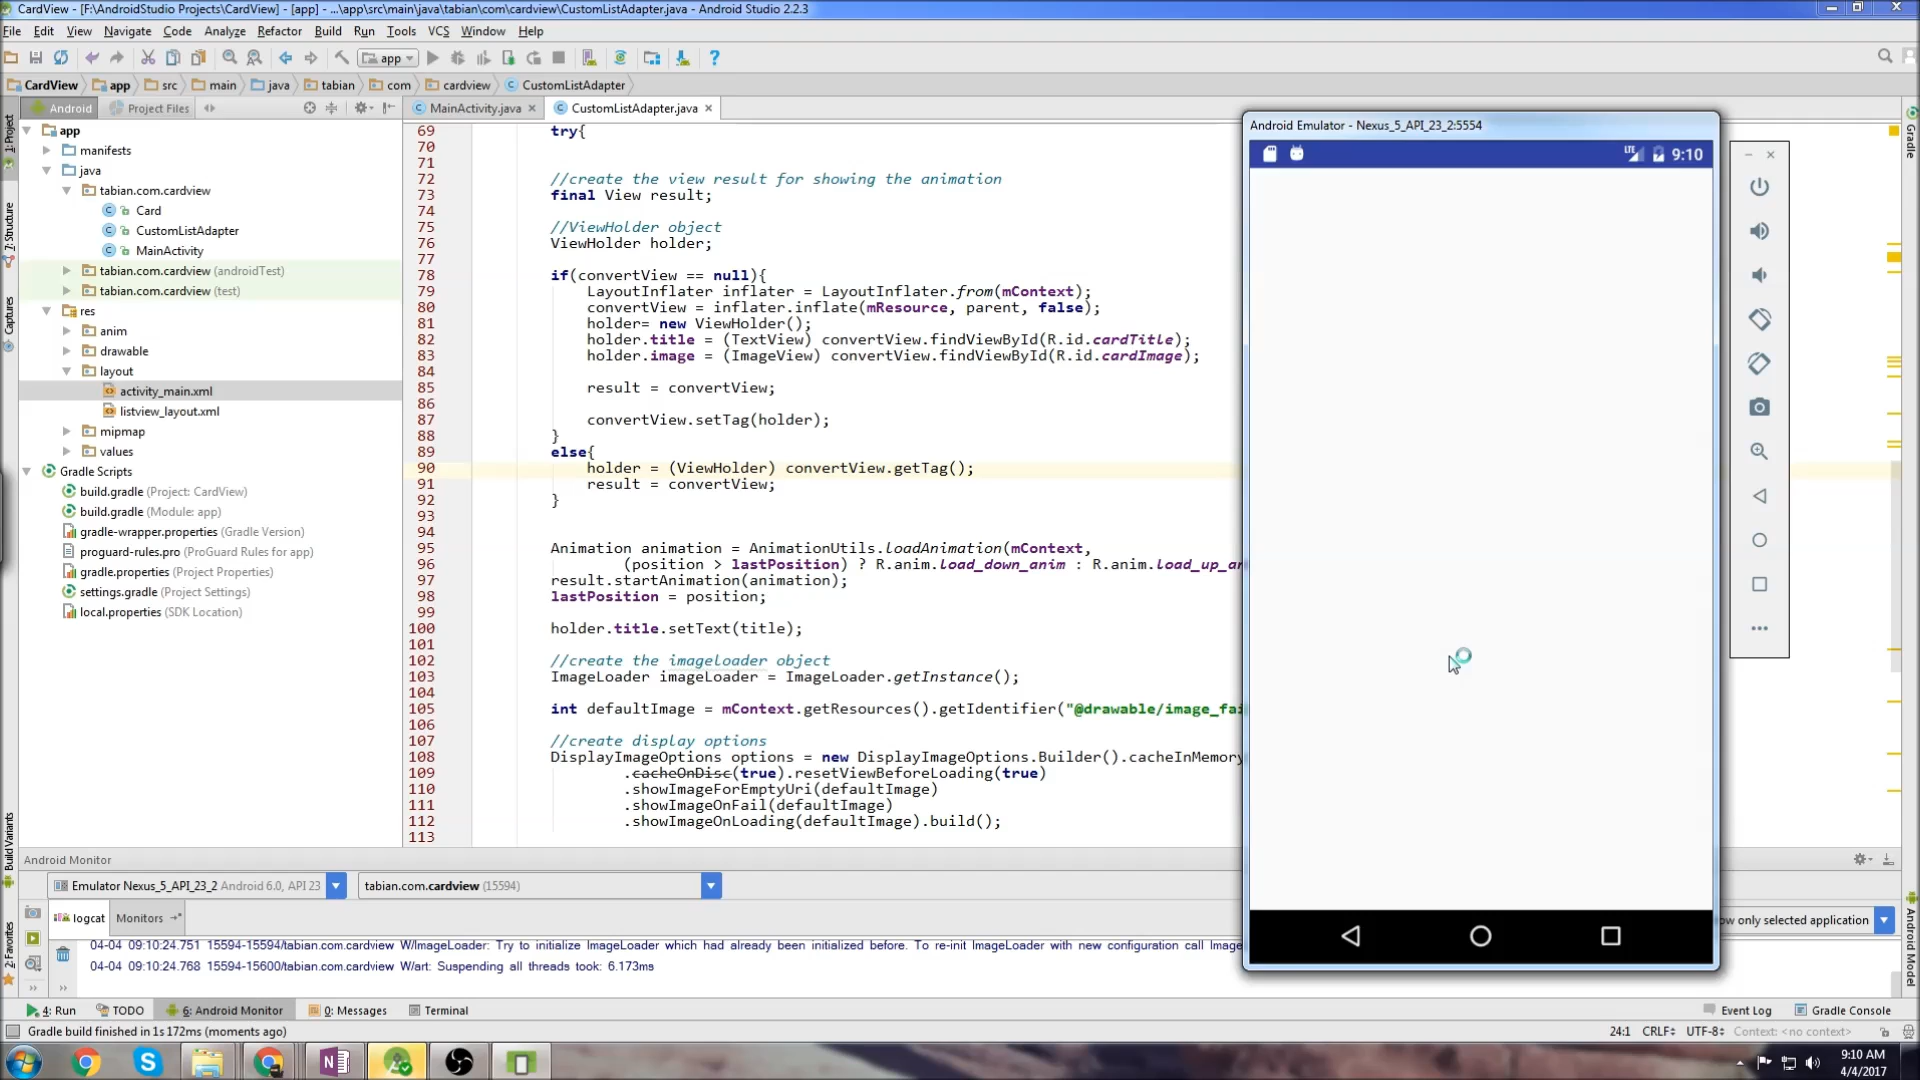 CardView - [F:\AndroidStudio Projects\CardView] - [app] - ...\app\src\main\java\tabian\com\cardview\CustomListAdapter.java - Android Studio 2.2.3
File Edit View Navigate Code Analyze Refactor Build Run Tools VCS Window Help
app
CardView app src main java tabian com cardview CustomListAdapter
Android Project Files
MainActivity.java
CustomListAdapter.java
1: Project
7: Structure
Captures
Build Variants
2: Favorites
app
manifests
java
tabian.com.cardview
Card
CustomListAdapter
MainActivity
tabian.com.cardview (androidTest)
tabian.com.cardview (test)
res
anim
drawable
layout
activity_main.xml
listview_layout.xml
mipmap
values
Gradle Scripts
build.gradle (Project: CardView)
build.gradle (Module: app)
gradle-wrapper.properties (Gradle Version)
proguard-rules.pro (ProGuard Rules for app)
gradle.properties (Project Properties)
settings.gradle (Project Settings)
local.properties (SDK Location)
69 try{
70
71
72 //create the view result for showing the animation
73 final View result;
74
75 //ViewHolder object
76 ViewHolder holder;
77
78 if(convertView == null){
79 LayoutInflater inflater = LayoutInflater.from(mContext);
80 convertView = inflater.inflate(mResource, parent, false);
81 holder= new ViewHolder();
82 holder.title = (TextView) convertView.findViewById(R.id.cardTitle);
83 holder.image = (ImageView) convertView.findViewById(R.id.cardImage);
84
85 result = convertView;
86
87 convertView.setTag(holder);
88 }
89 else{
90 holder = (ViewHolder) convertView.getTag();
91 result = convertView;
92 }
93
94
95 Animation animation = AnimationUtils.loadAnimation(mContext,
96 (position > lastPosition) ? R.anim.load_down_anim : R.anim.load_up_an
97 result.startAnimation(animation);
98 lastPosition = position;
99
100 holder.title.setText(title);
101
102 //create the imageloader object
103 ImageLoader imageLoader = ImageLoader.getInstance();
104
105 int defaultImage = mContext.getResources().getIdentifier("@drawable/image_fai
106
107 //create display options
108 DisplayImageOptions options = new DisplayImageOptions.Builder().cacheInMemory
109 .cacheOnDisc(true).resetViewBeforeLoading(true)
110 .showImageForEmptyUri(defaultImage)
111 .showImageOnFail(defaultImage)
112 .showImageOnLoading(defaultImage).build();
113
Android Emulator - Nexus_5_API_23_2:5554
LTE 9:10
Gradle
Android Model
Android Monitor
Emulator Nexus_5_API_23_2 Android 6.0, API 23
tabian.com.cardview (15594)
logcat Monitors
ow only selected application
04-04 09:10:24.751 15594-15594/tabian.com.cardview W/ImageLoader: Try to initialize ImageLoader which had already been initialized before. To re-init ImageLoader with new configuration call Image
04-04 09:10:24.768 15594-15600/tabian.com.cardview W/art: Suspending all threads took: 6.173ms
4: Run TODO 6: Android Monitor 0: Messages Terminal
Event Log Gradle Console
Gradle build finished in 1s 172ms (moments ago)
24:1 CRLF UTF-8 Context: <no context>
9:10 AM
4/4/2017